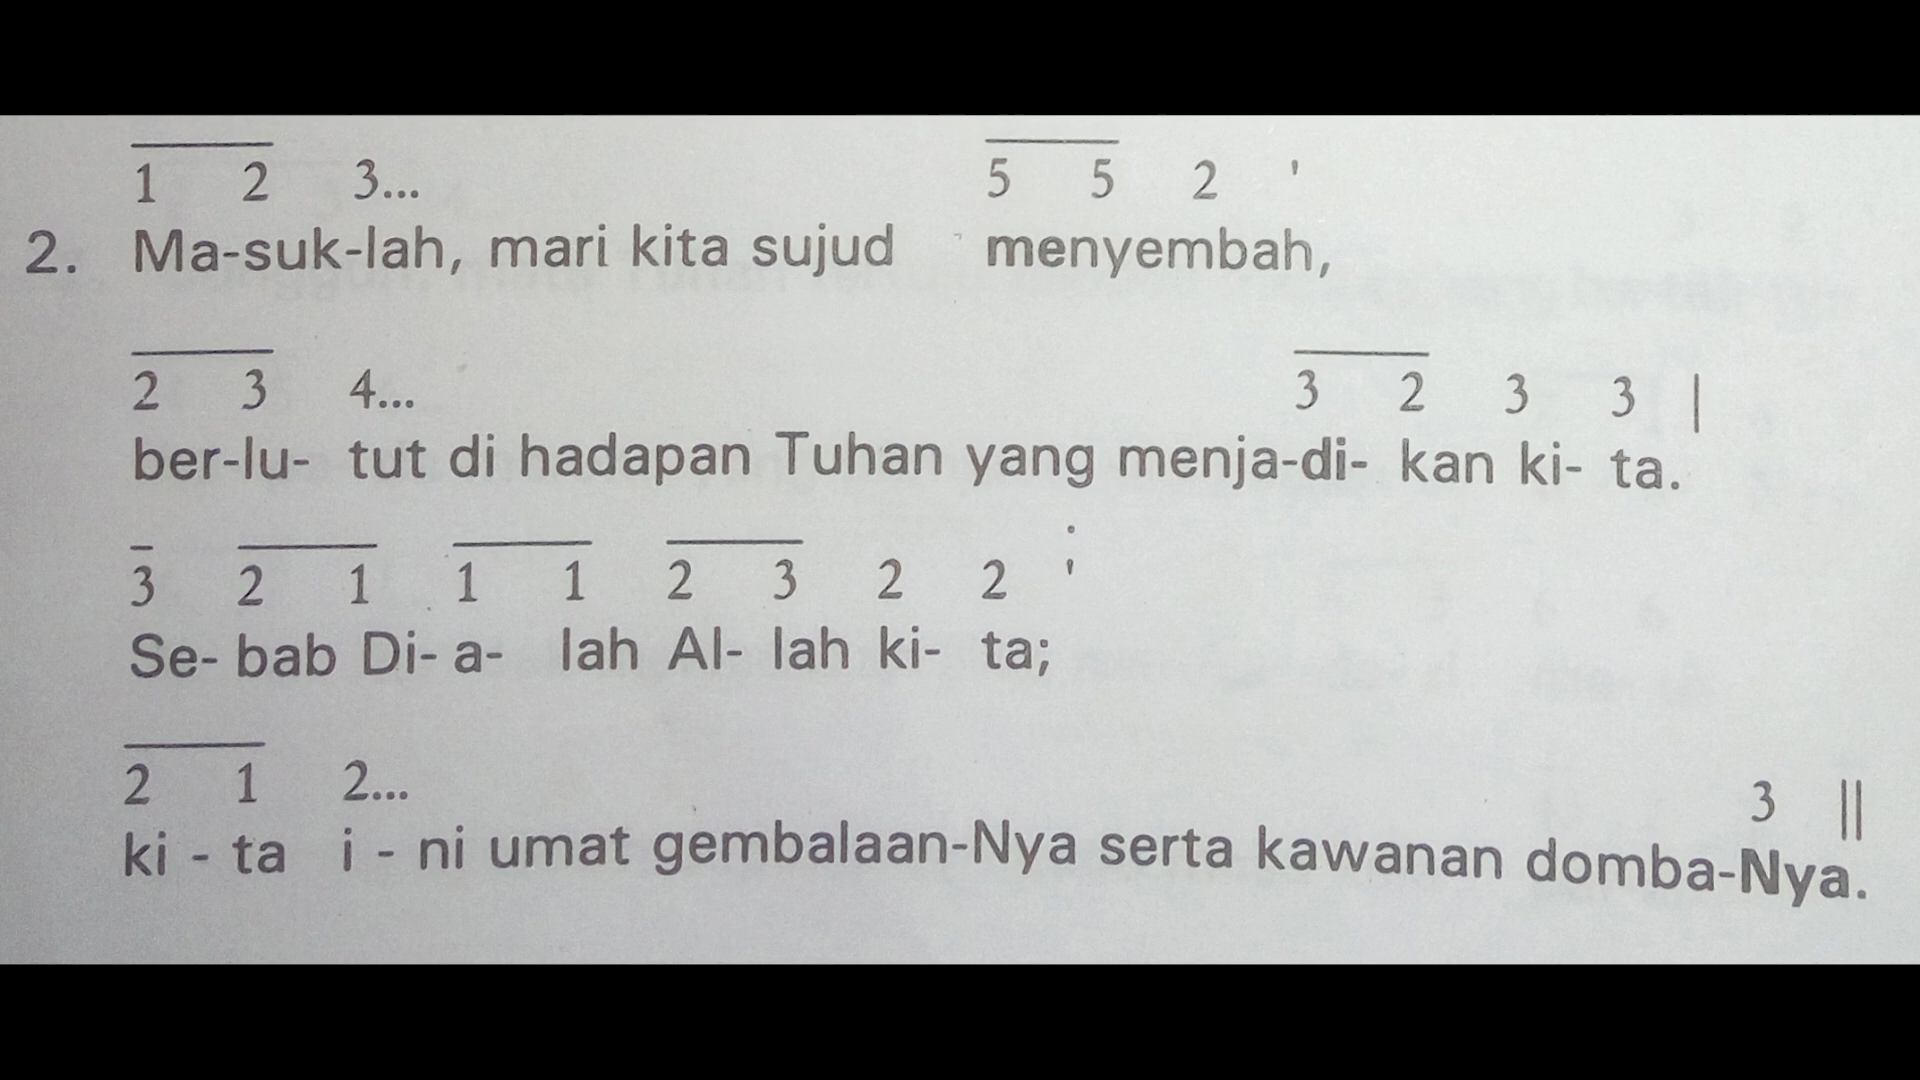 1 2 3... 5 5 2 '
2. Ma-suk-lah, mari kita sujud menyembah,
2 3 4... 3 2 3 3 |
ber-lu- tut di hadapan Tuhan yang menja-di- kan ki- ta.
3 2 1 1 1 2 3 2 2 ;
Se- bab Di- a- lah Al- lah ki- ta;
2 1 2... 3 ||
ki - ta i - ni umat gembalaan-Nya serta kawanan domba-Nya.